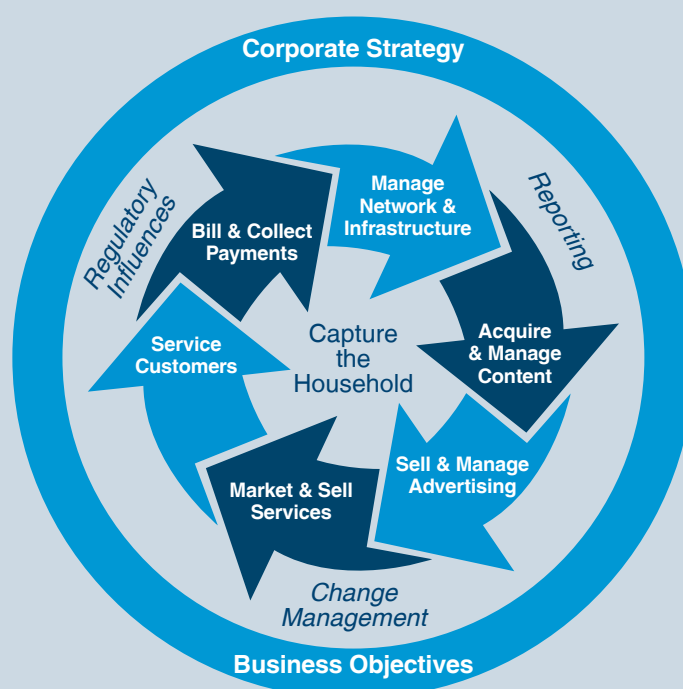 Corporate Strategy
Manage
Network &
Infrastructure
Reporting
Regulatory
Influences
Bill & Collect
Payments
Acquire
& Manage
Content
Capture
the
Household
Service
Customers
Sell & Manage
Advertising
Market & Sell
Services
Change
Management
Business Objectives